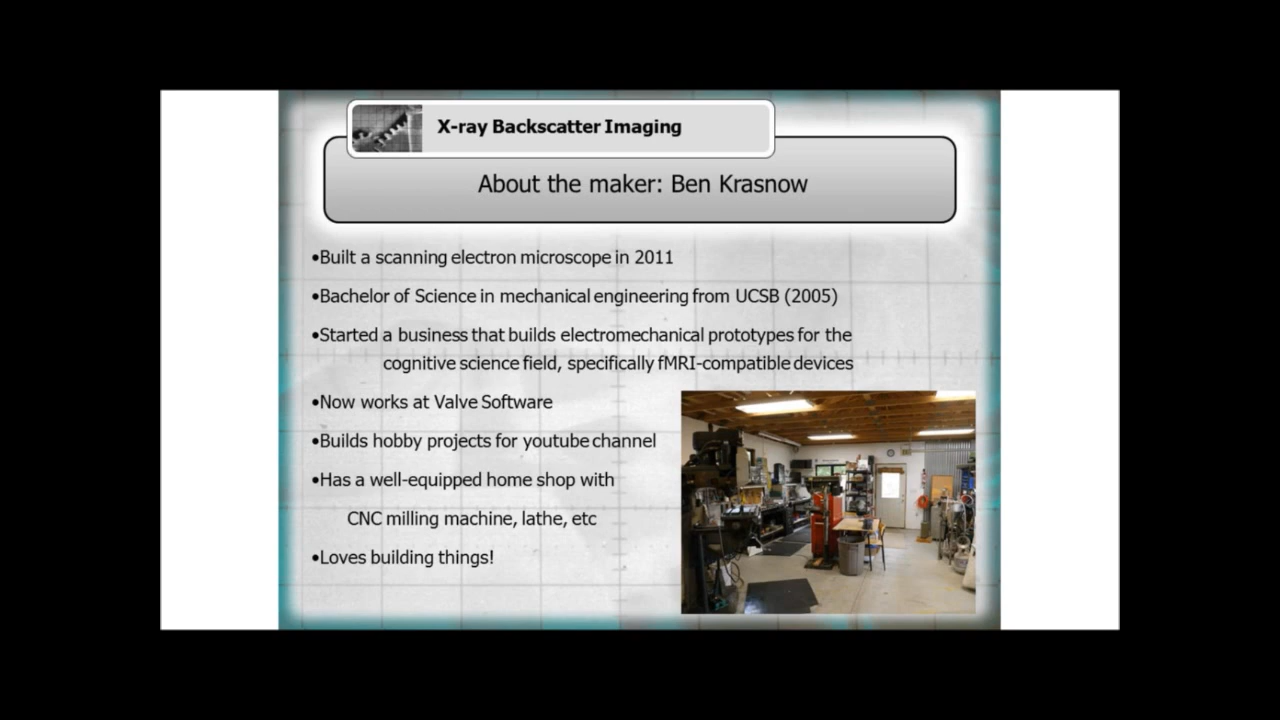 X-ray Backscatter Imaging
About the maker: Ben Krasnow
•Built a scanning electron microscope in 2011
•Bachelor of Science in mechanical engineering from UCSB (2005)
•Started a business that builds electromechanical prototypes for the
cognitive science field, specifically fMRI-compatible devices
•Now works at Valve Software
•Builds hobby projects for youtube channel
•Has a well-equipped home shop with
CNC milling machine, lathe, etc
•Loves building things!